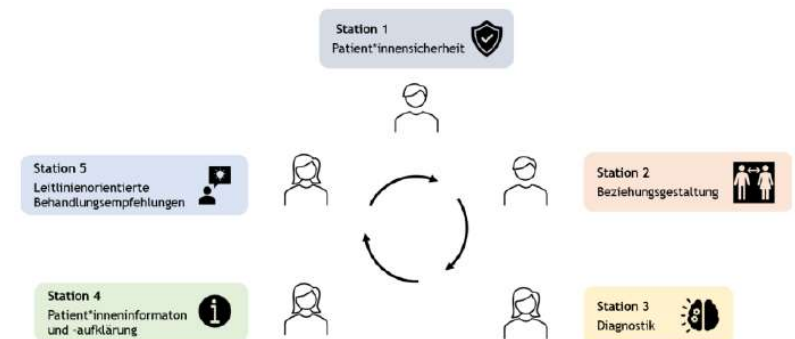 Station 1
Patient*innensicherheit
Station 2
Beziehungsgestaltung
Station 3
Diagnostik
Station 4
Patient*inneninformaton
und -aufklärung
Station 5
Leitlinienorientierte
Behandlungsempfehlungen